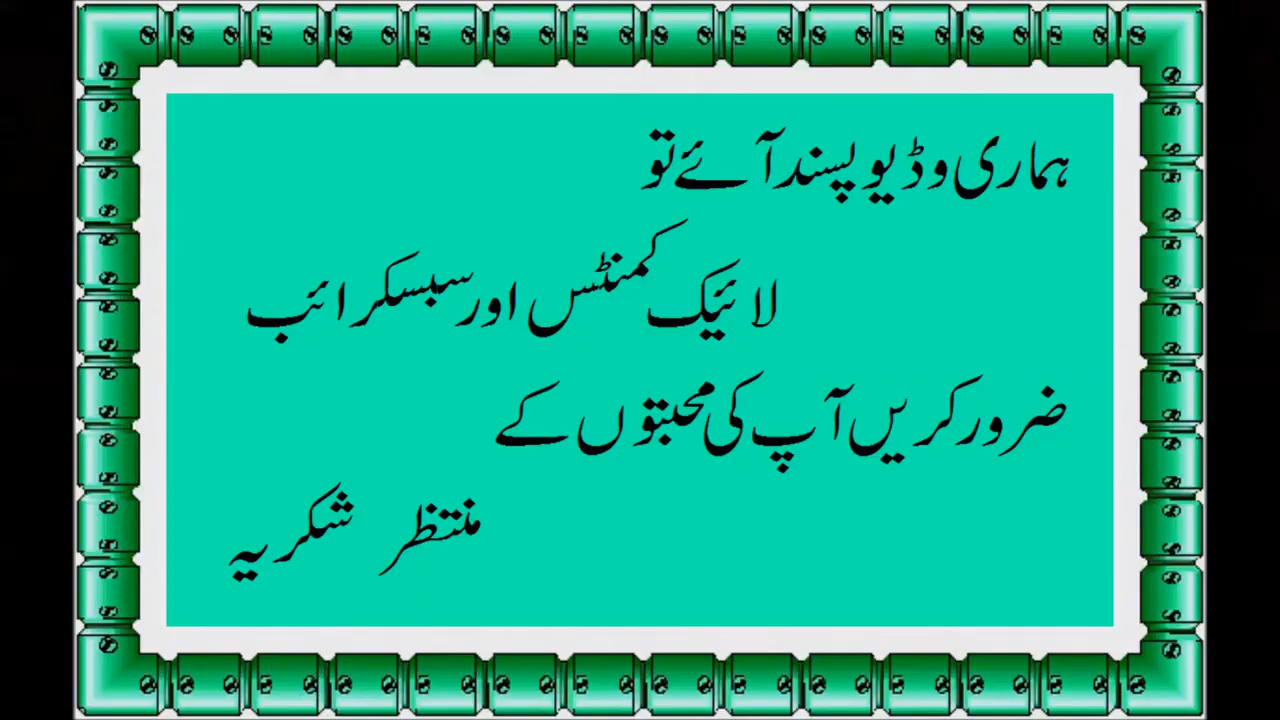 ہماری وڈیو پسند آئے تو
لائیک کمنٹس اور سبسکرائب
ضرور کریں آپ کی محبتوں کے
منتظر شکریہ